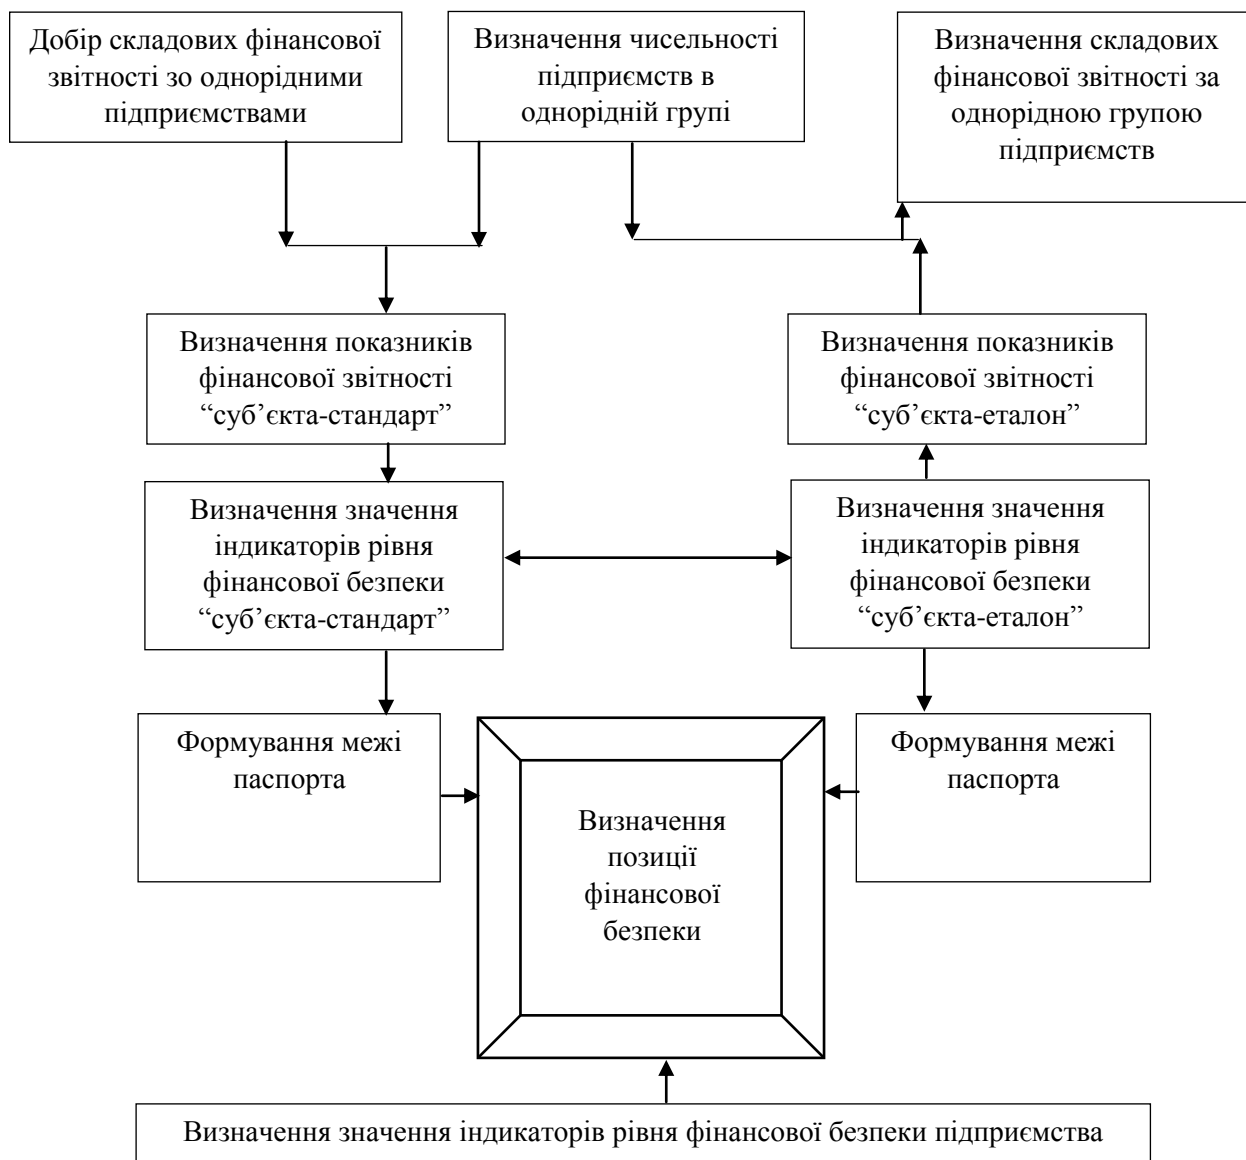 Добір складових фінансової
звітності зо однорідними
підприємствами
Визначення чисельності
підприємств в
однорідній групі
Визначення складових
фінансової звітності за
однорідною групою
підприємств
Визначення показників
фінансової звітності
“суб’єкта-стандарт”
Визначення показників
фінансової звітності
“суб’єкта-еталон”
Визначення значення
індикаторів рівня
фінансової безпеки
“суб’єкта-стандарт”
Визначення значення
індикаторів рівня
фінансової безпеки
“суб’єкта-еталон”
Формування межі
паспорта
Визначення
позиції
фінансової
безпеки
Формування межі
паспорта
Визначення значення індикаторів рівня фінансової безпеки підприємства